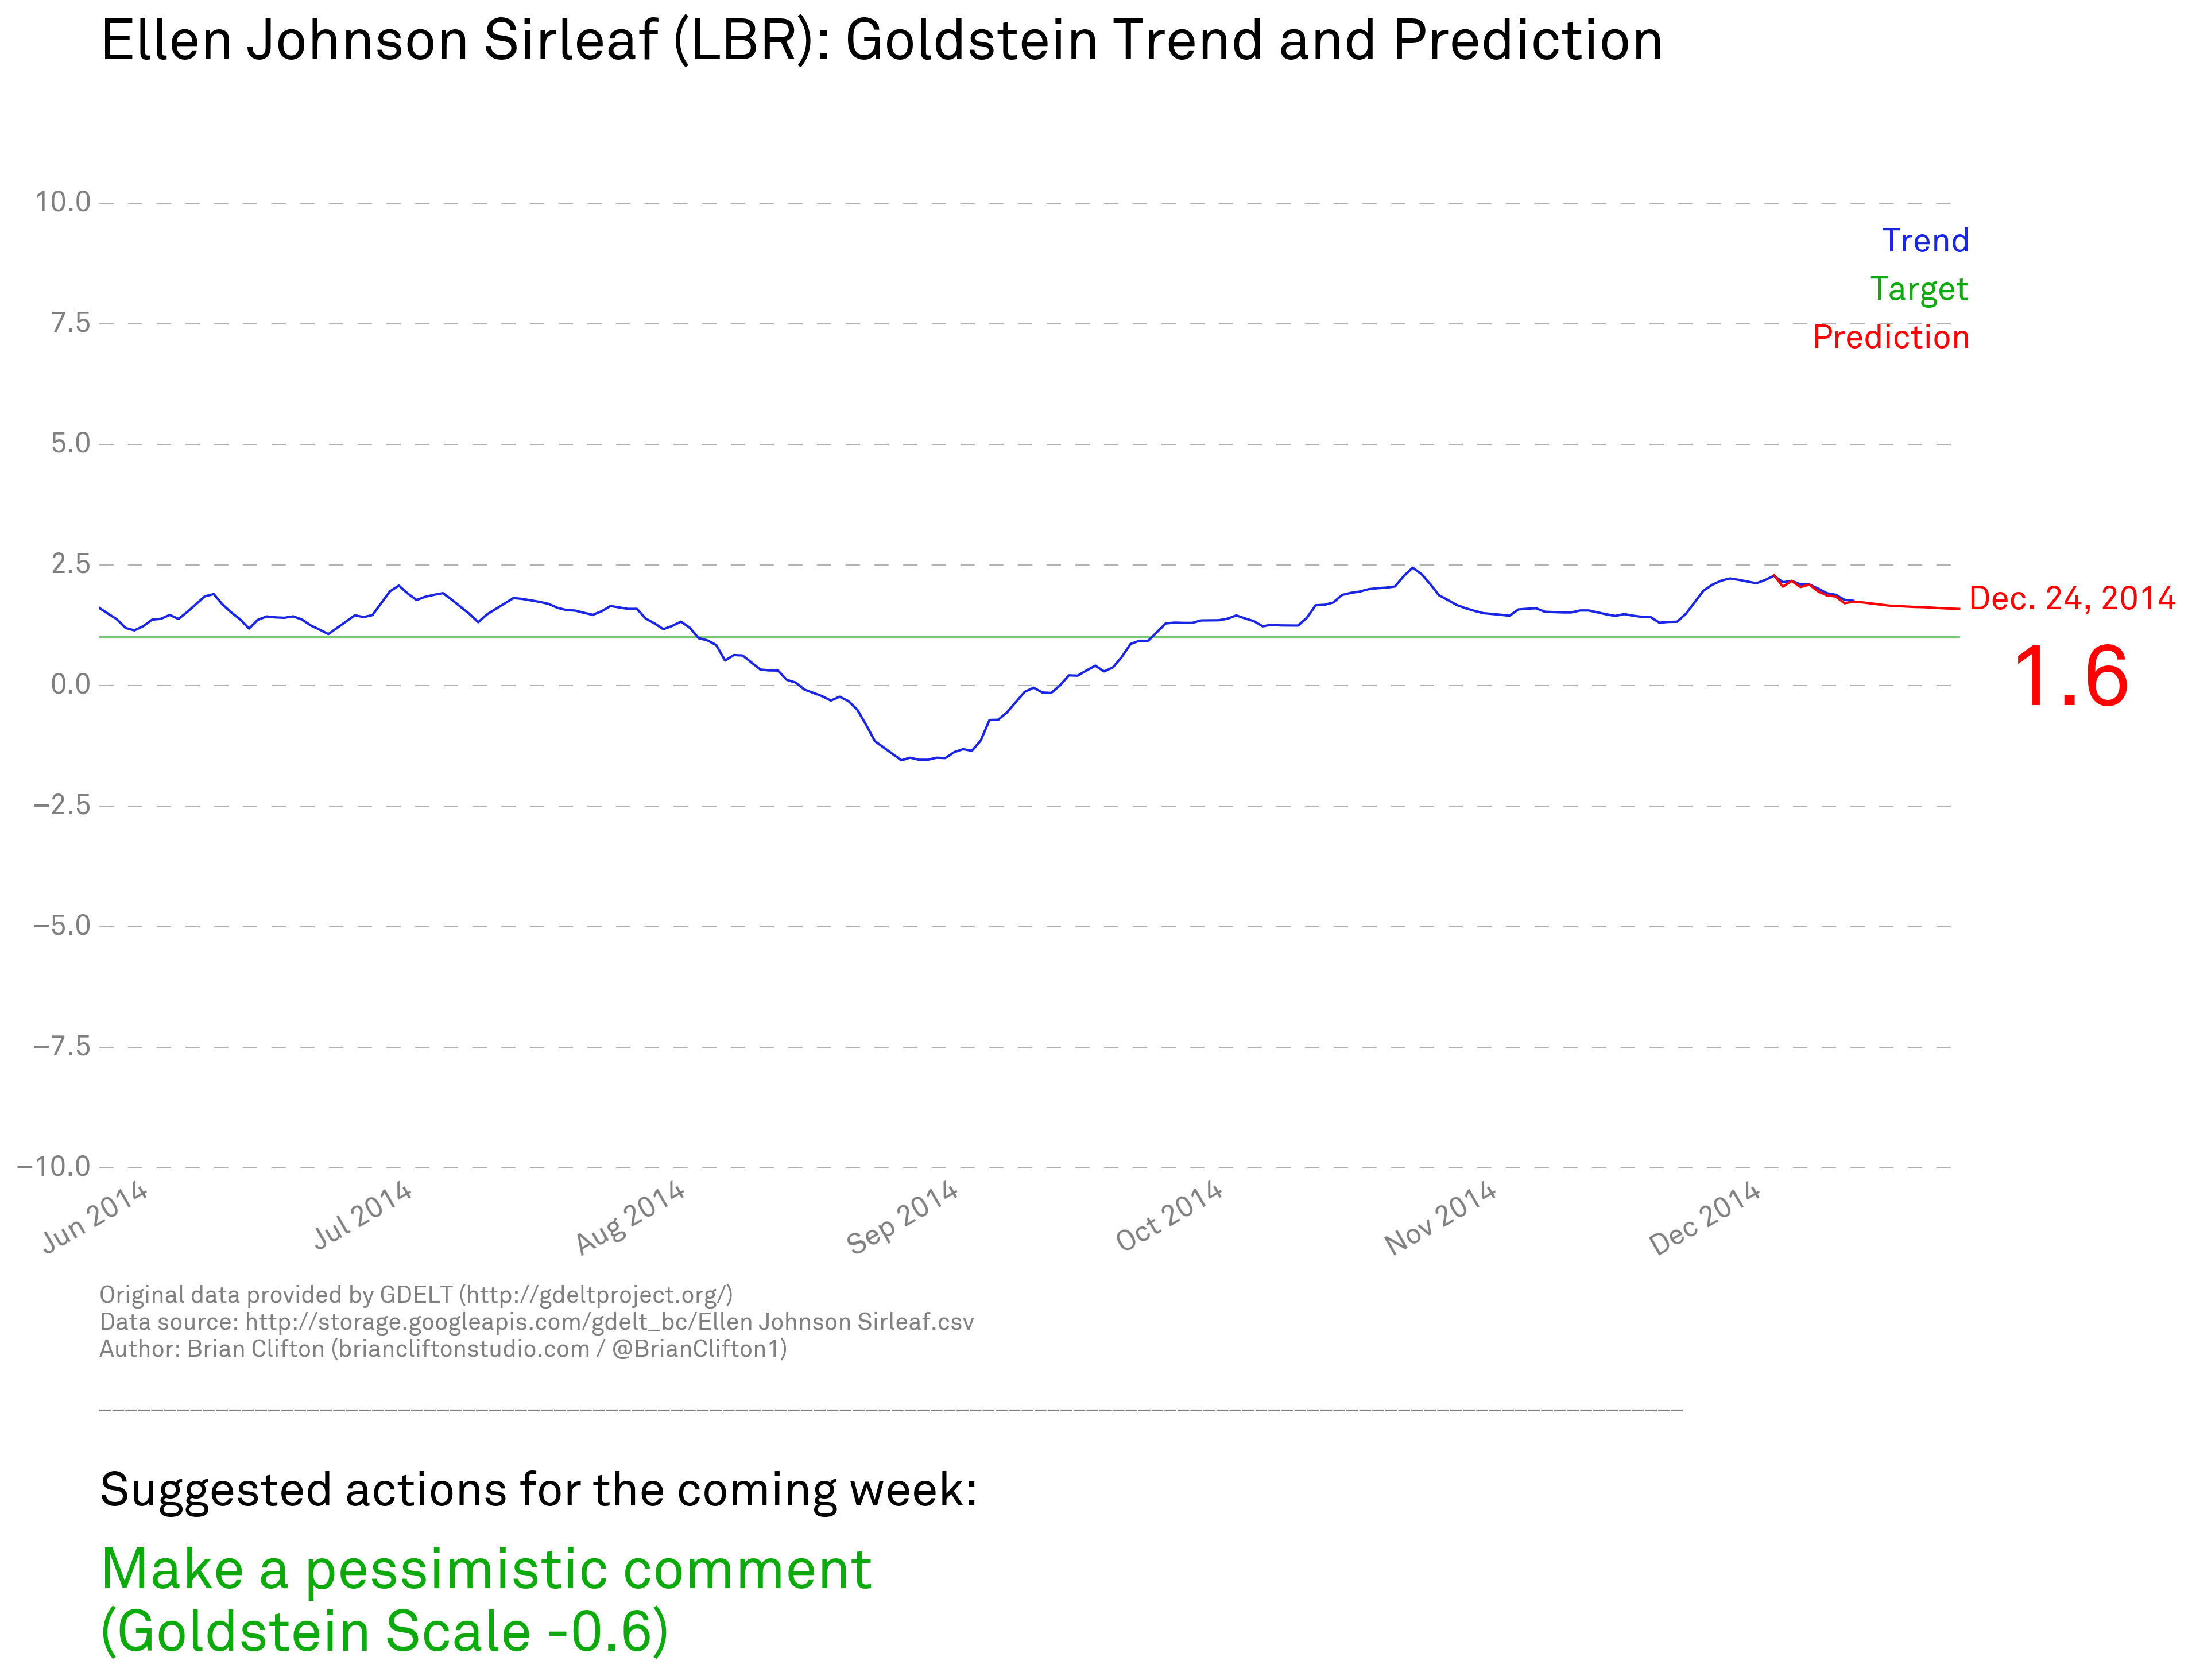 Ellen Johnson Sirleaf (LBR): Goldstein Trend and Prediction
10.0
Trend
Target
7.5
Prediction
5.0
2.5
Dec. 24, 2014
1.6
0.0
−2.5
−5.0
−7.5
−10.0
Jun 2014
Jul 2014
Aug 2014
Sep 2014
Oct 2014
Nov 2014
Dec 2014
Original data provided by GDELT (http://gdeltproject.org/)
Data source: http://storage.googleapis.com/gdelt_bc/Ellen Johnson Sirleaf.csv
Author: Brian Clifton (briancliftonstudio.com / @BrianClifton1)
Suggested actions for the coming week:
Make a pessimistic comment
(Goldstein Scale -0.6)